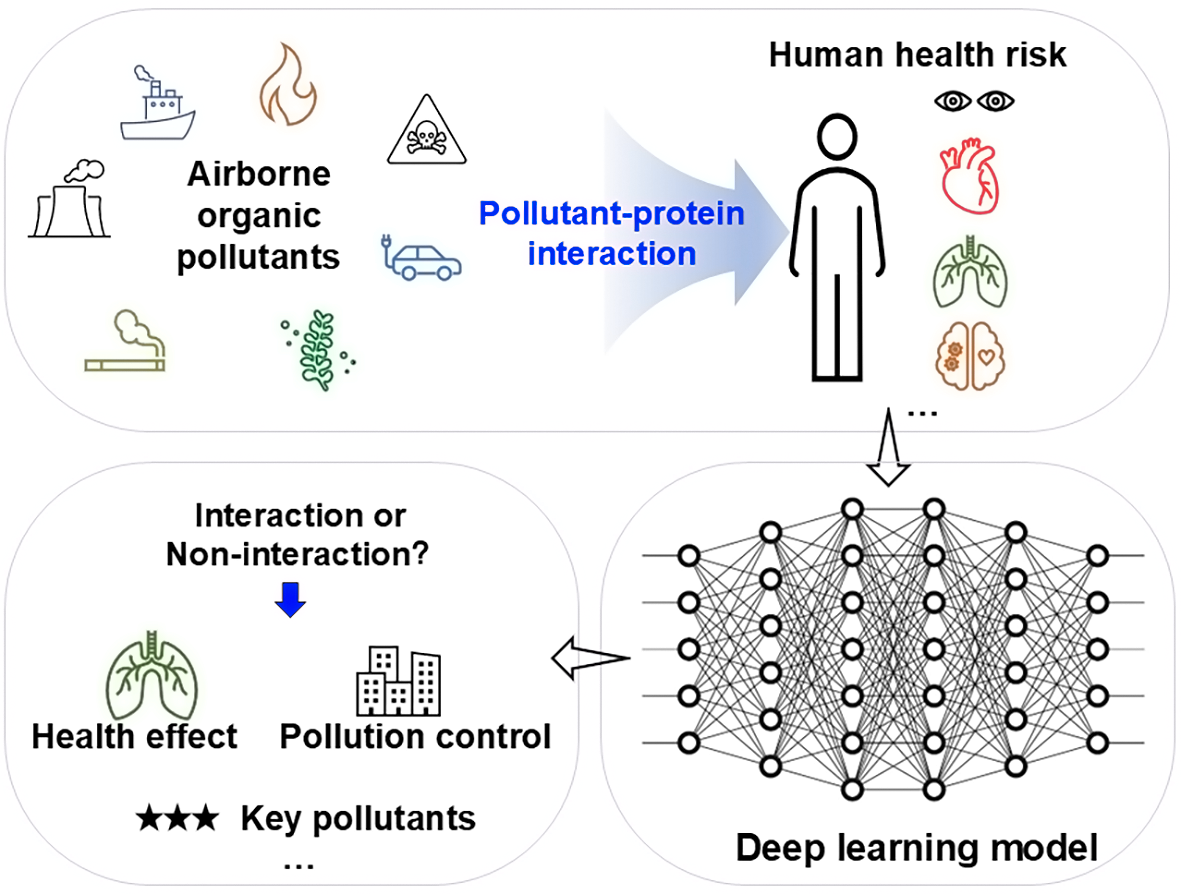 Human health risk
Airborne
organic
pollutants
Pollutant-protein
interaction
...
Interaction or
Non-interaction?
Health effect
Pollution control
★★★ Key pollutants
...
Deep learning model